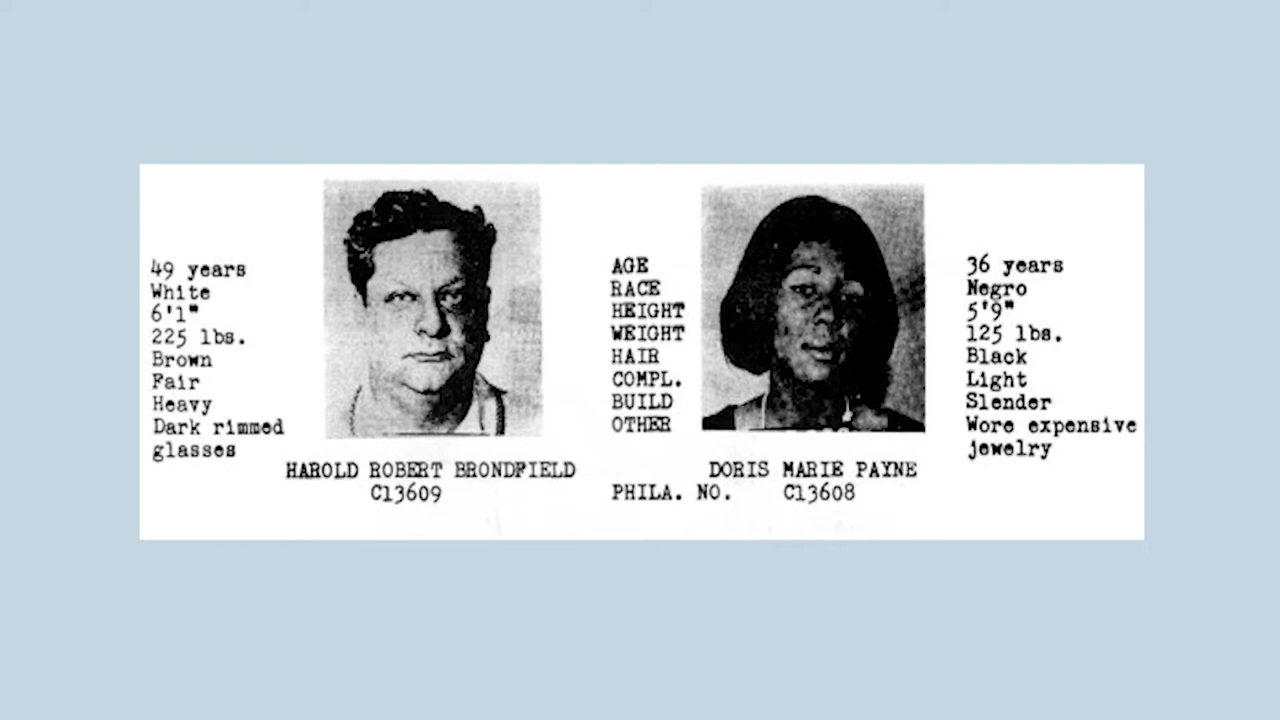 49 years
White
6'1"
225 lbs.
Brown
Fair
Heavy
Dark rimmed
glasses
HAROLD ROBERT BRONDFIELD
C13609
AGE
RACE
HEIGHT
WEIGHT
HAIR
COMPL.
BUILD
OTHER
36 years
Negro
5'9"
125 lbs.
Black
Light
Slender
Wore expensive
jewelry
DORIS MARIE PAYNE
PHILA. NO. C13608